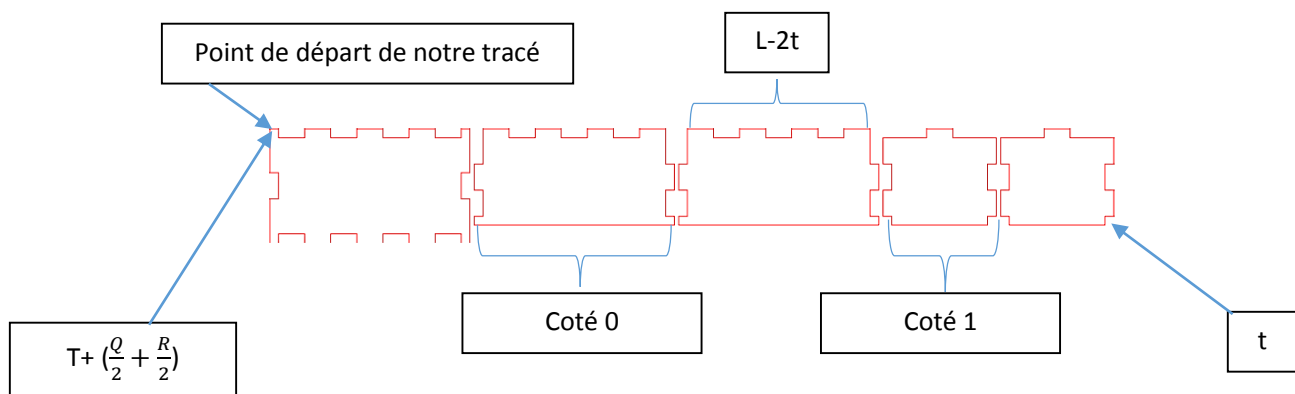 Point de départ de notre tracé
L-2t
Coté 0
Coté 1
t
T+ (Q/2 + R/2)